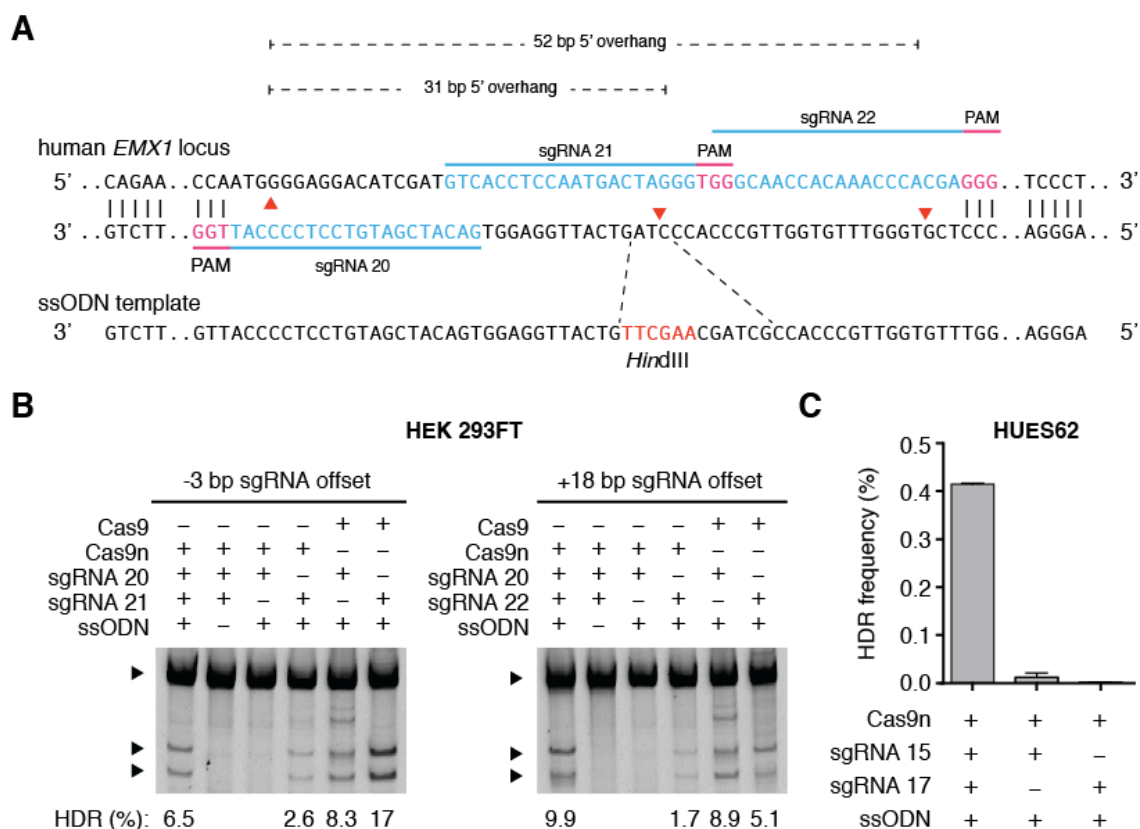 A
52 bp 5' overhang
31 bp 5' overhang
sgRNA 22 PAM
human EMX1 locus
sgRNA 21 PAM
5' ..CAGAA..CCAATGGGGAGGACATCGATGTCACCTCCAATGACTAGGGTGGGCAACCACAAACCCACGAGGG..TCCCT.. 3'
3' ..GTCTT..GGTTACCCCTCCTGTAGCTACAGTGGAGGTTACTGATCCCACCCGTTGGTGTTTGGGTGCTCCC..AGGGA.. 5'
PAM sgRNA 20
ssODN template
3' GTCTT..GTTACCCCTCCTGTAGCTACAGTGGAGGTTACTGTTCGAACGATCGCCACCCGTTGGTGTTTGG..AGGGA 5'
HindIII
B
HEK 293FT
-3 bp sgRNA offset
Cas9 – – – – + +
Cas9n + + + + – –
sgRNA 20 + + + – + –
sgRNA 21 + + – + – +
ssODN + – + + + +
HDR (%): 6.5 2.6 8.3 17
+18 bp sgRNA offset
Cas9 – – – – + +
Cas9n + + + + – –
sgRNA 20 + + + – + –
sgRNA 22 + + – + – +
ssODN + – + + + +
9.9 1.7 8.9 5.1
C
HUES62
HDR frequency (%)
0.5
0.4
0.3
0.2
0.1
0.0
Cas9n + + +
sgRNA 15 + + –
sgRNA 17 + – +
ssODN + + +